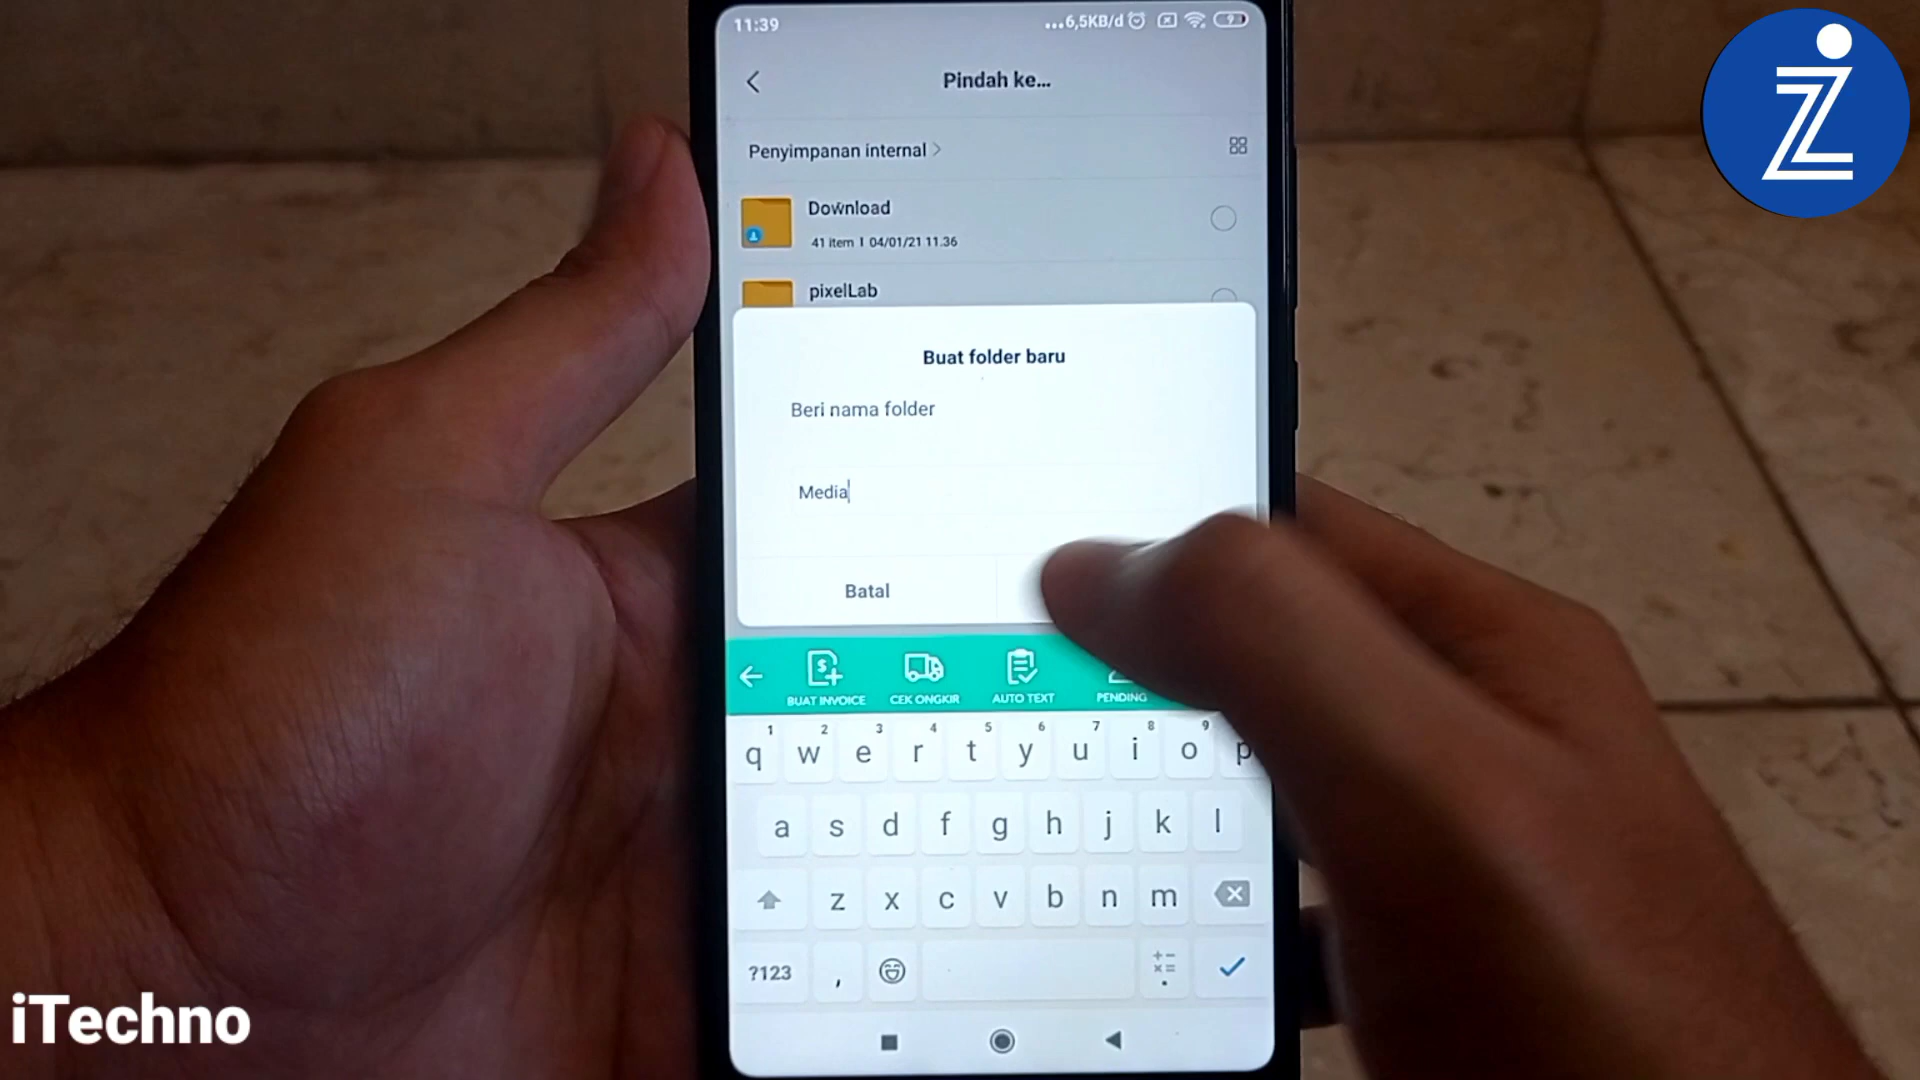 11:39
...6,5KB/d
9
Pindah ke...
Penyimpanan internal >
Download
41 item | 04/01/21 11.36
pixelLab
Buat folder baru
Beri nama folder
Media
Batal
BUAT INVOICE CEK ONGKIR AUTO TEXT PENDING
1 2 3 4 5 6 7 8 9
q w e r t y u i o p
a s d f g h j k l
z x c v b n m
?123 ,
iTechno